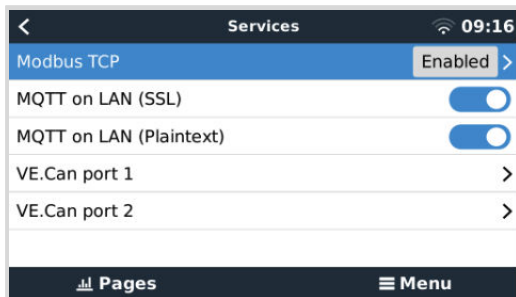 Services 09:16
Modbus TCP Enabled
MQTT on LAN (SSL)
MQTT on LAN (Plaintext)
VE.Can port 1
VE.Can port 2
Pages Menu